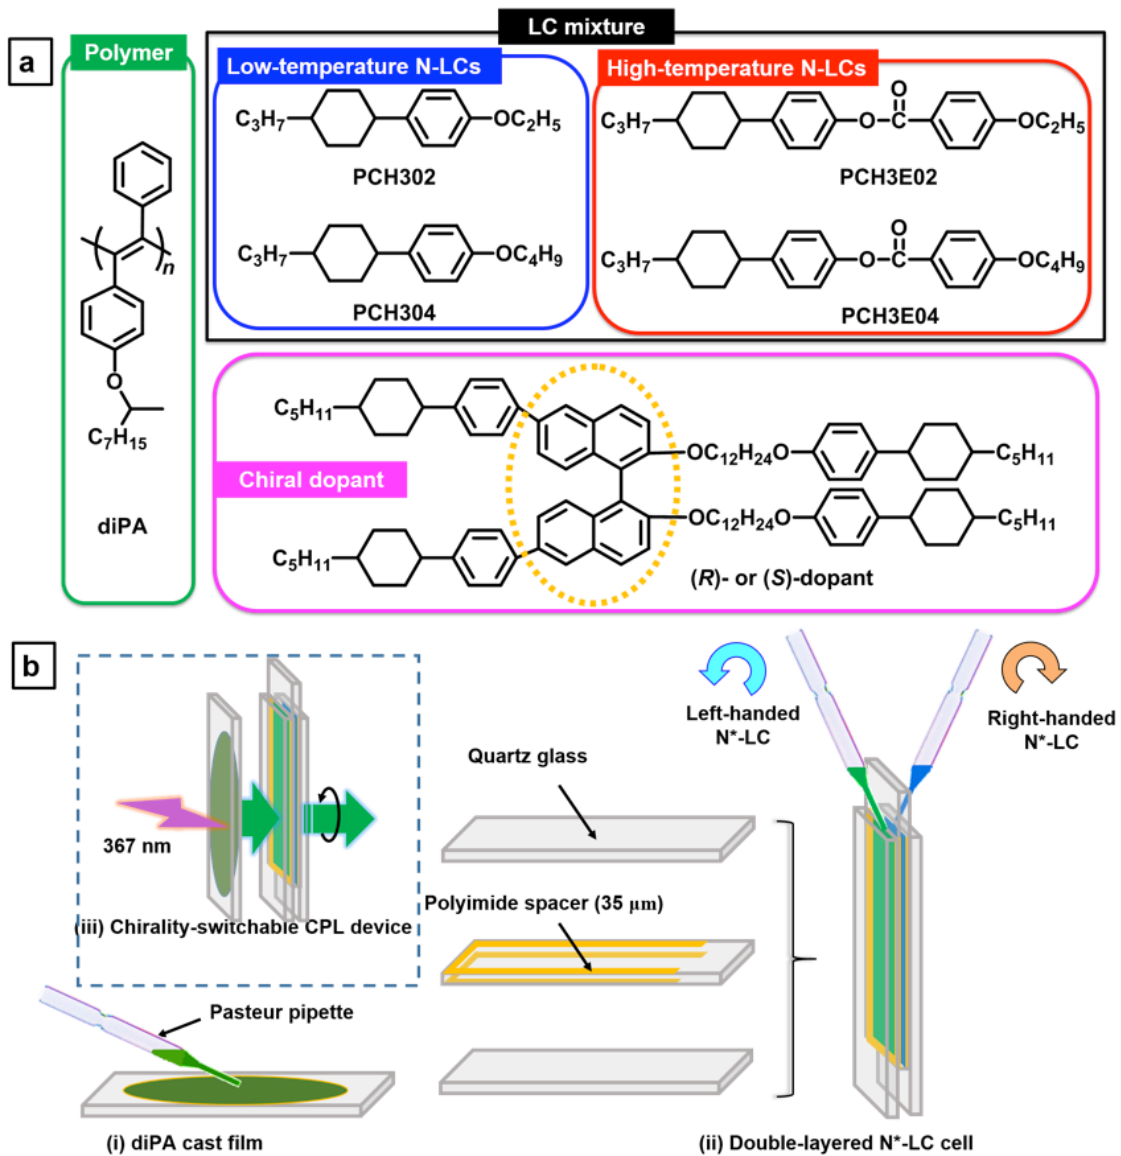 a
Polymer
LC mixture
Low-temperature N-LCs
High-temperature N-LCs
C₃H₇
OC₂H₅
PCH302
C₃H₇
O
C
O
OC₂H₅
PCH3E02
C₃H₇
OC₄H₉
PCH304
C₃H₇
O
C
O
OC₄H₉
PCH3E04
n
O
C₇H₁₅
diPA
Chiral dopant
C₅H₁₁
OC₁₂H₂₄O
C₅H₁₁
OC₁₂H₂₄O
C₅H₁₁
C₅H₁₁
(R)- or (S)-dopant
b
367 nm
(iii) Chirality-switchable CPL device
Pasteur pipette
(i) diPA cast film
Quartz glass
Polyimide spacer (35 μm)
Left-handed
N*-LC
Right-handed
N*-LC
(ii) Double-layered N*-LC cell